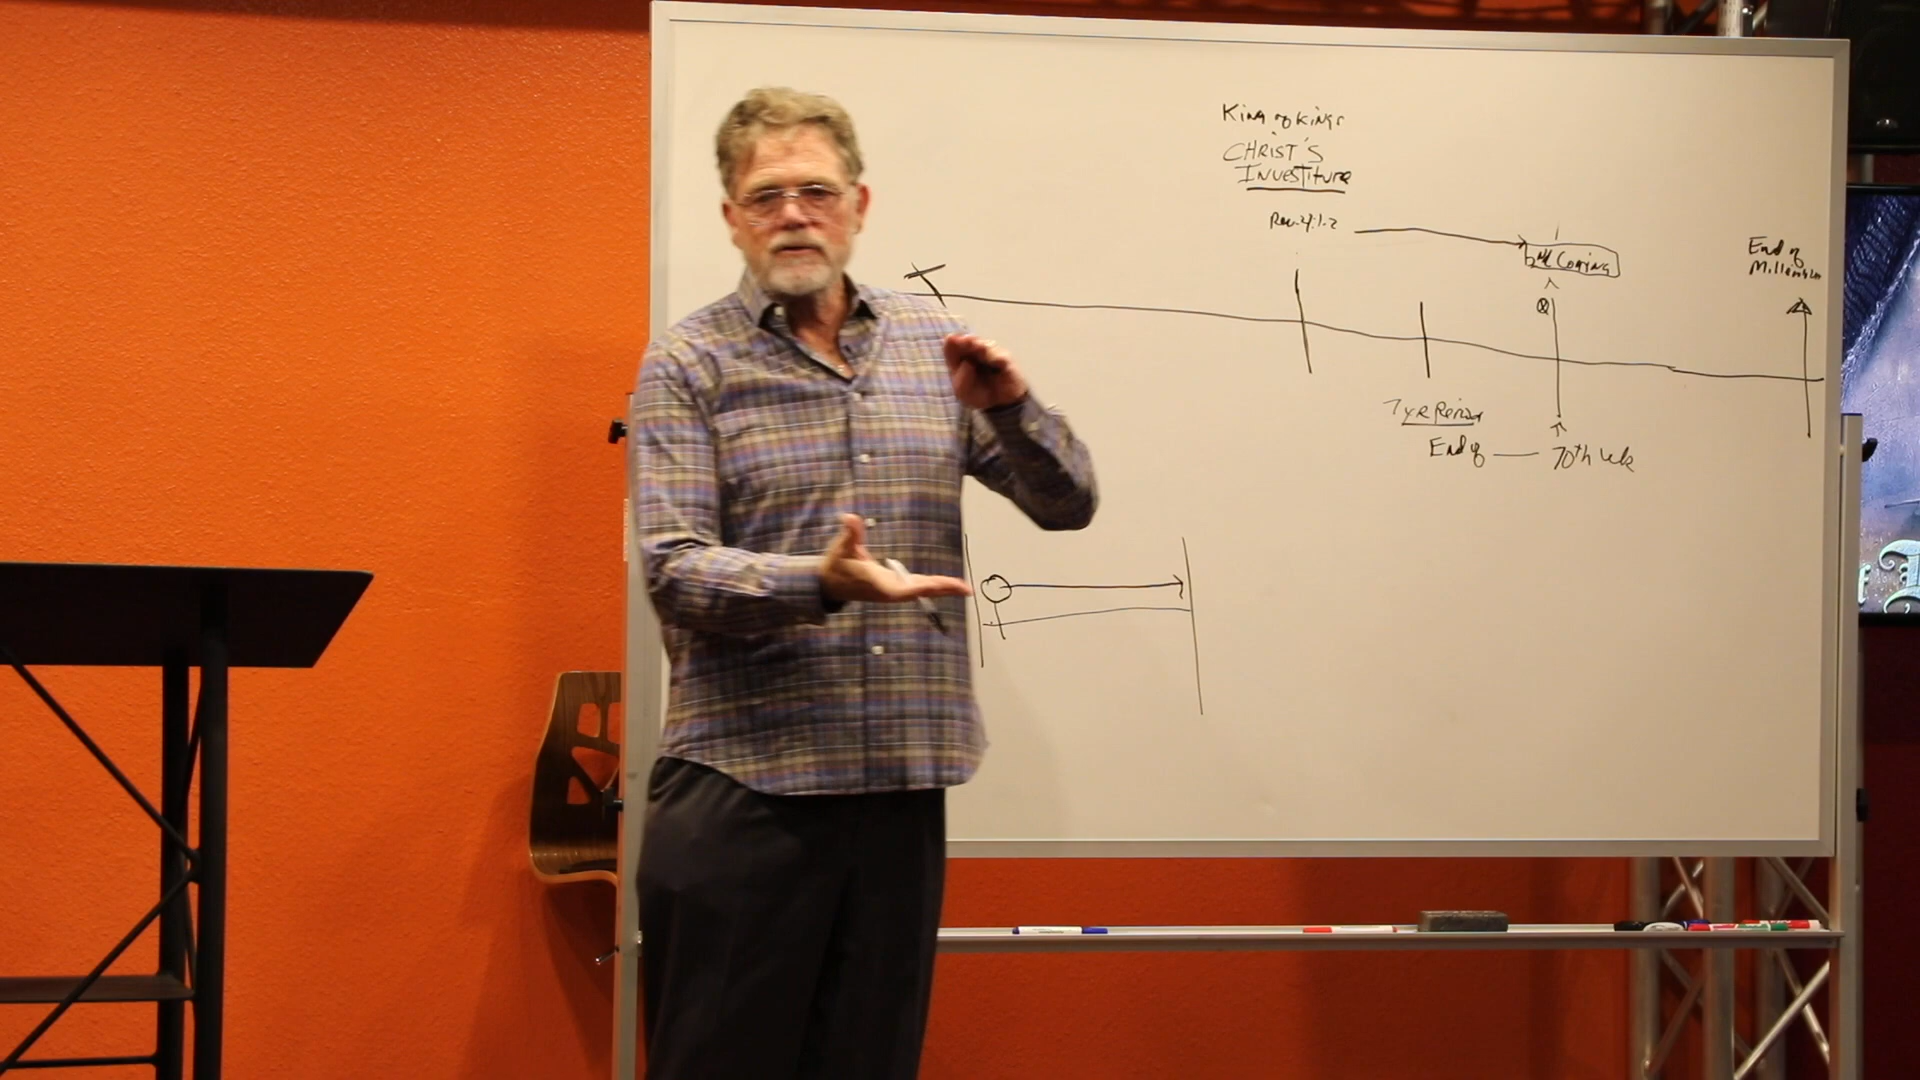 King of Kings
CHRIST'S
INVESTITURE
Rev. 4:1-2
2nd Coming
End of
Millennium
7 YR Period
End of — 70th Wk